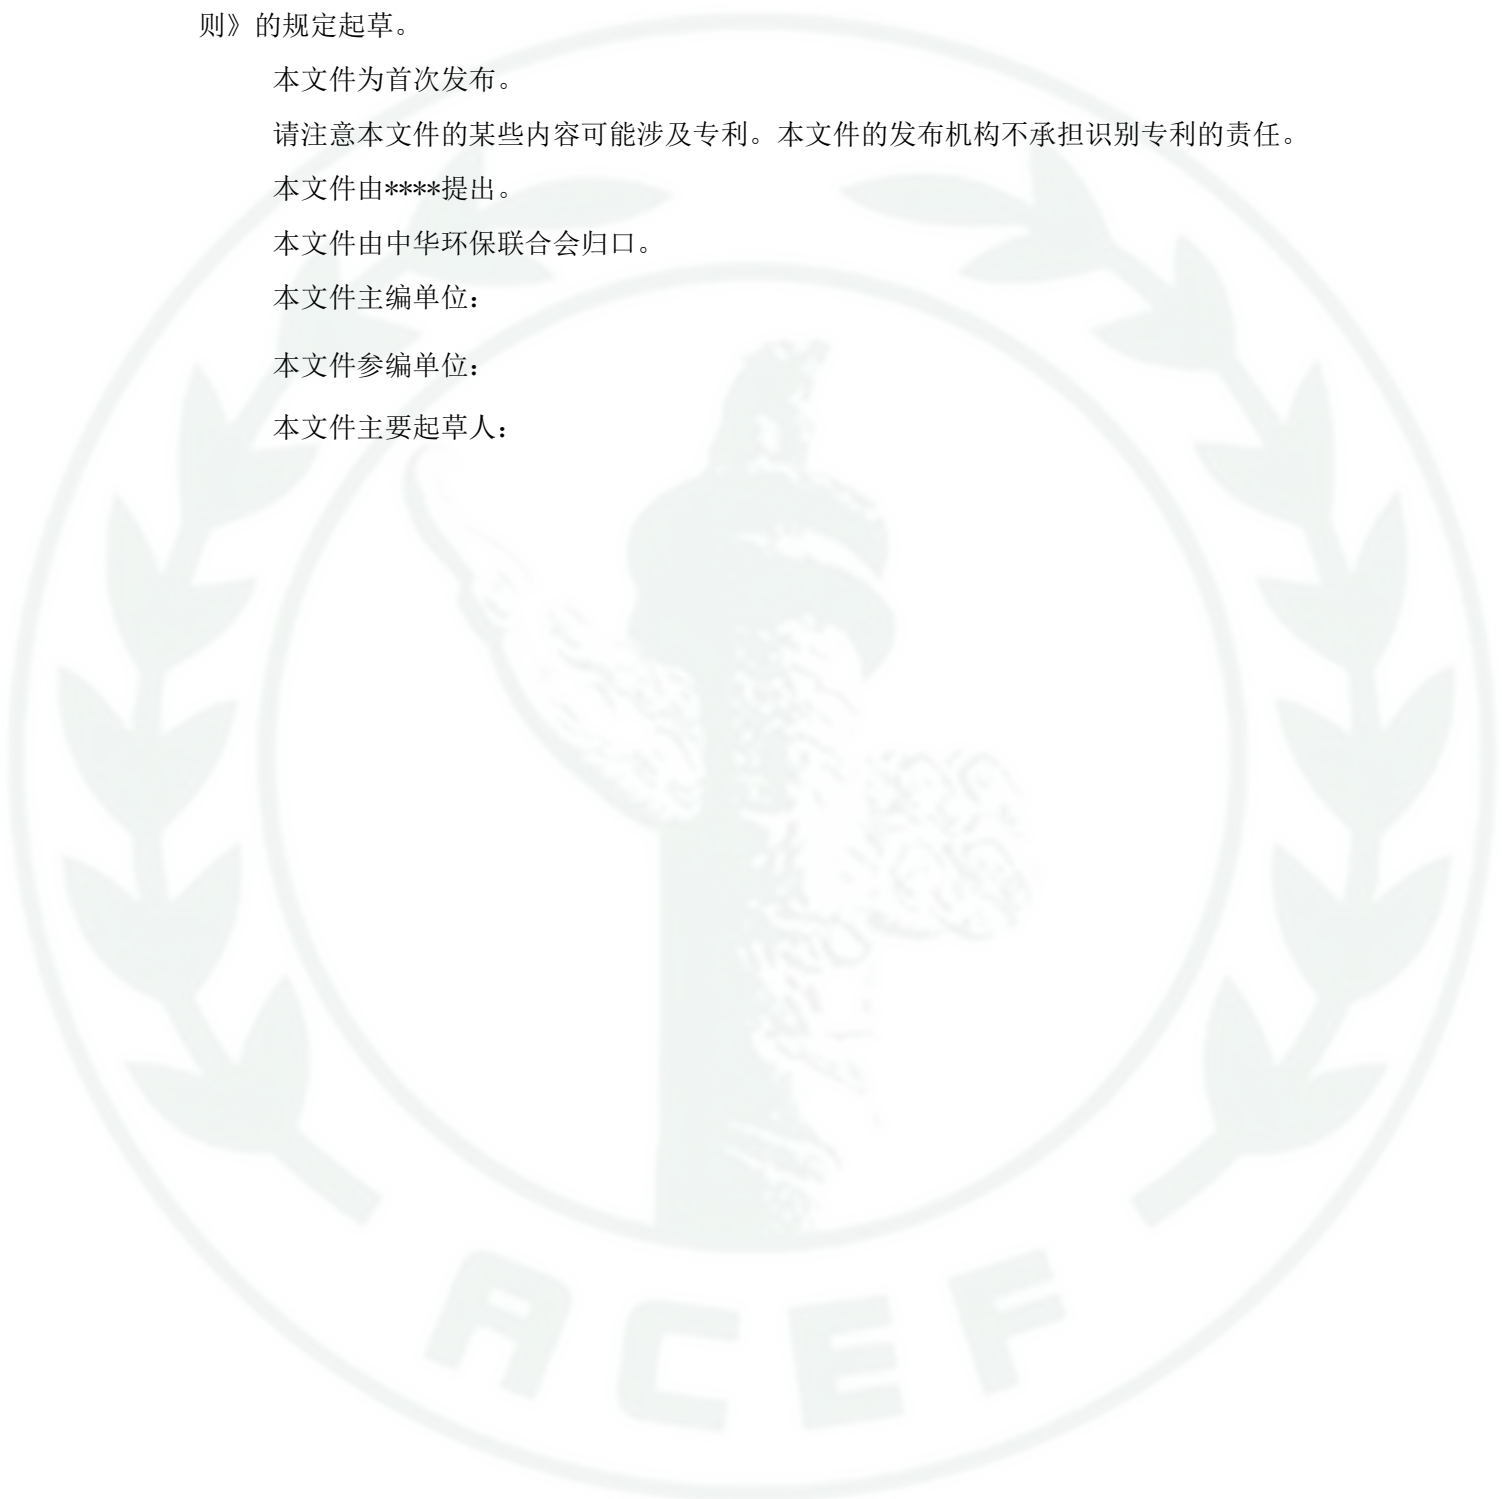 则》的规定起草。
本文件为首次发布。
请注意本文件的某些内容可能涉及专利。本文件的发布机构不承担识别专利的责任。
本文件由****提出。
本文件由中华环保联合会归口。
本文件主编单位：
本文件参编单位：
本文件主要起草人：
ACEF